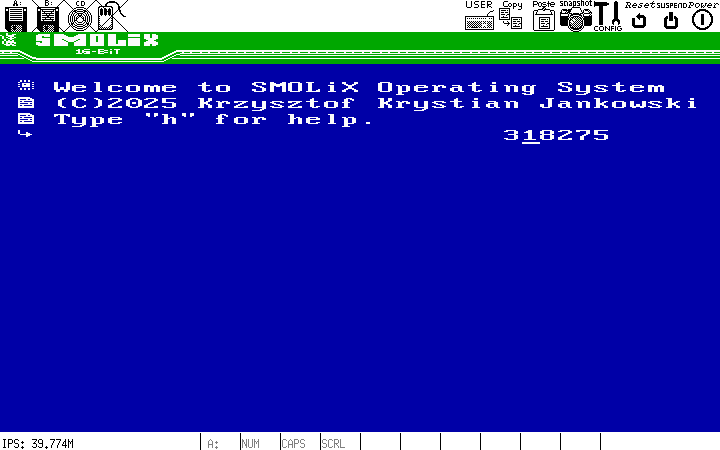 A: B: CD USER Copy Paste snapshot CONFIG Reset SUSPEND Power
SMOLiX
16-BiT
Welcome to SMOLiX Operating System
(C)2025 Krzysztof Krystian Jankowski
Type "h" for help.
318275
IPS: 39.774M A: NUM CAPS SCRL